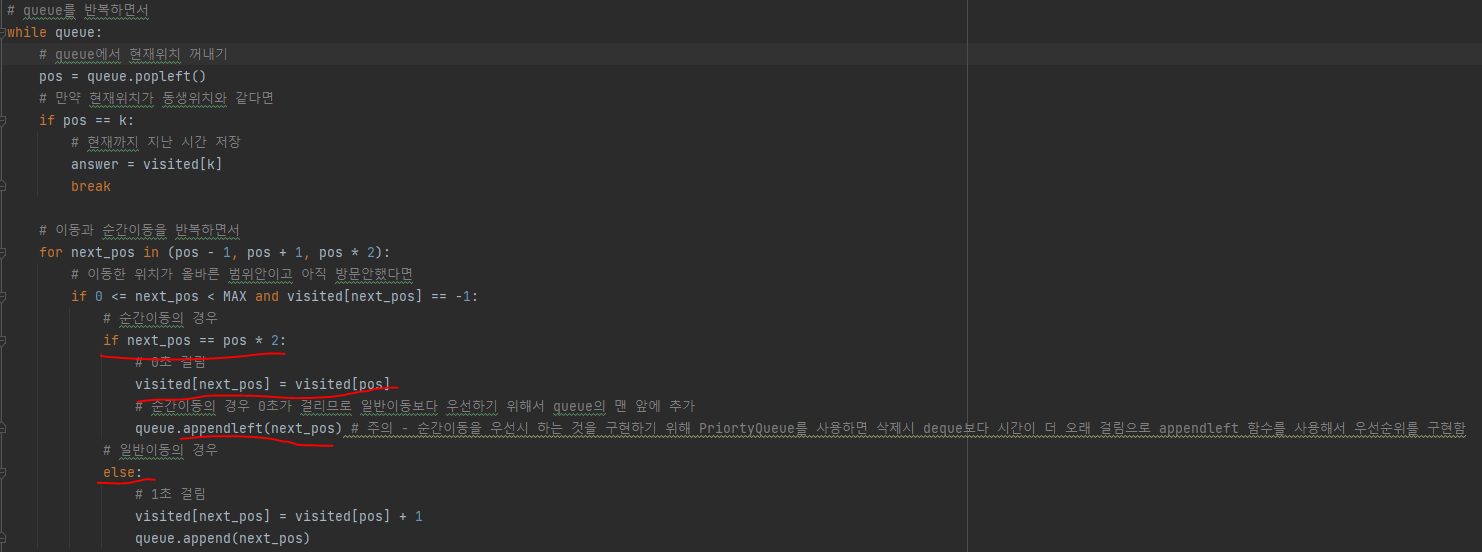 # queue를 반복하면서
while queue:
# queue에서 현재위치 꺼내기
pos = queue.popleft()
# 만약 현재위치가 동생위치와 같다면
if pos == k:
# 현재까지 지난 시간 저장
answer = visited[k]
break
# 이동과 순간이동을 반복하면서
for next_pos in (pos - 1, pos + 1, pos * 2):
# 이동한 위치가 올바른 범위안이고 아직 방문안했다면
if 0 <= next_pos < MAX and visited[next_pos] == -1:
# 순간이동의 경우
if next_pos == pos * 2:
# 0초 걸림
visited[next_pos] = visited[pos]
# 순간이동의 경우 0초가 걸리므로 일반이동보다 우선하기 위해서 queue의 맨 앞에 추가
queue.appendleft(next_pos) # 주의 - 순간이동을 우선시 하는 것을 구현하기 위해 PriortyQueue를 사용하면 삭제시 deque보다 시간이 더 오래 걸림으로 appendleft 함수를 사용해서 우선순위를 구현함
# 일반이동의 경우
else:
# 1초 걸림
visited[next_pos] = visited[pos] + 1
queue.append(next_pos)